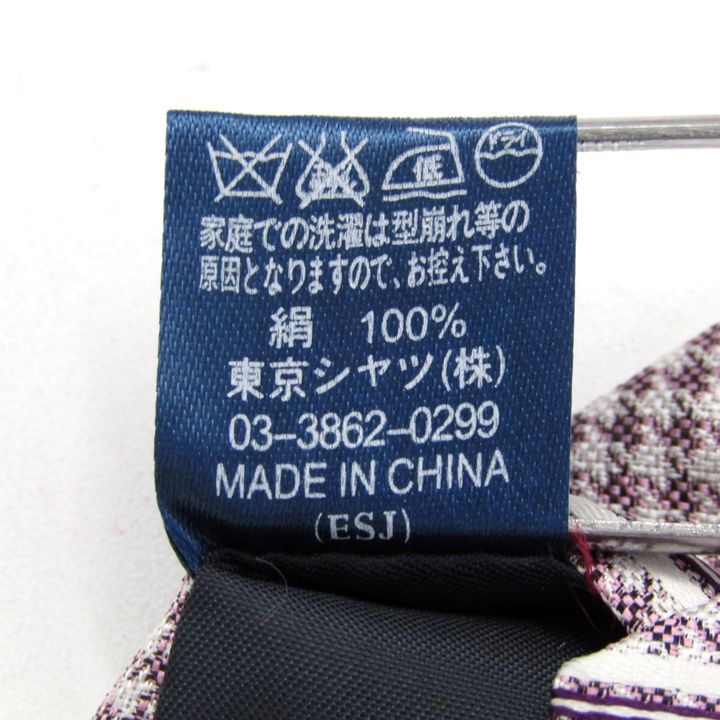 低 ドライ
家庭での洗濯は型崩れ等の
原因となりますので、お控え下さい。
絹 100%
東京シャツ(株)
03-3862-0299
MADE IN CHINA
(ESJ)